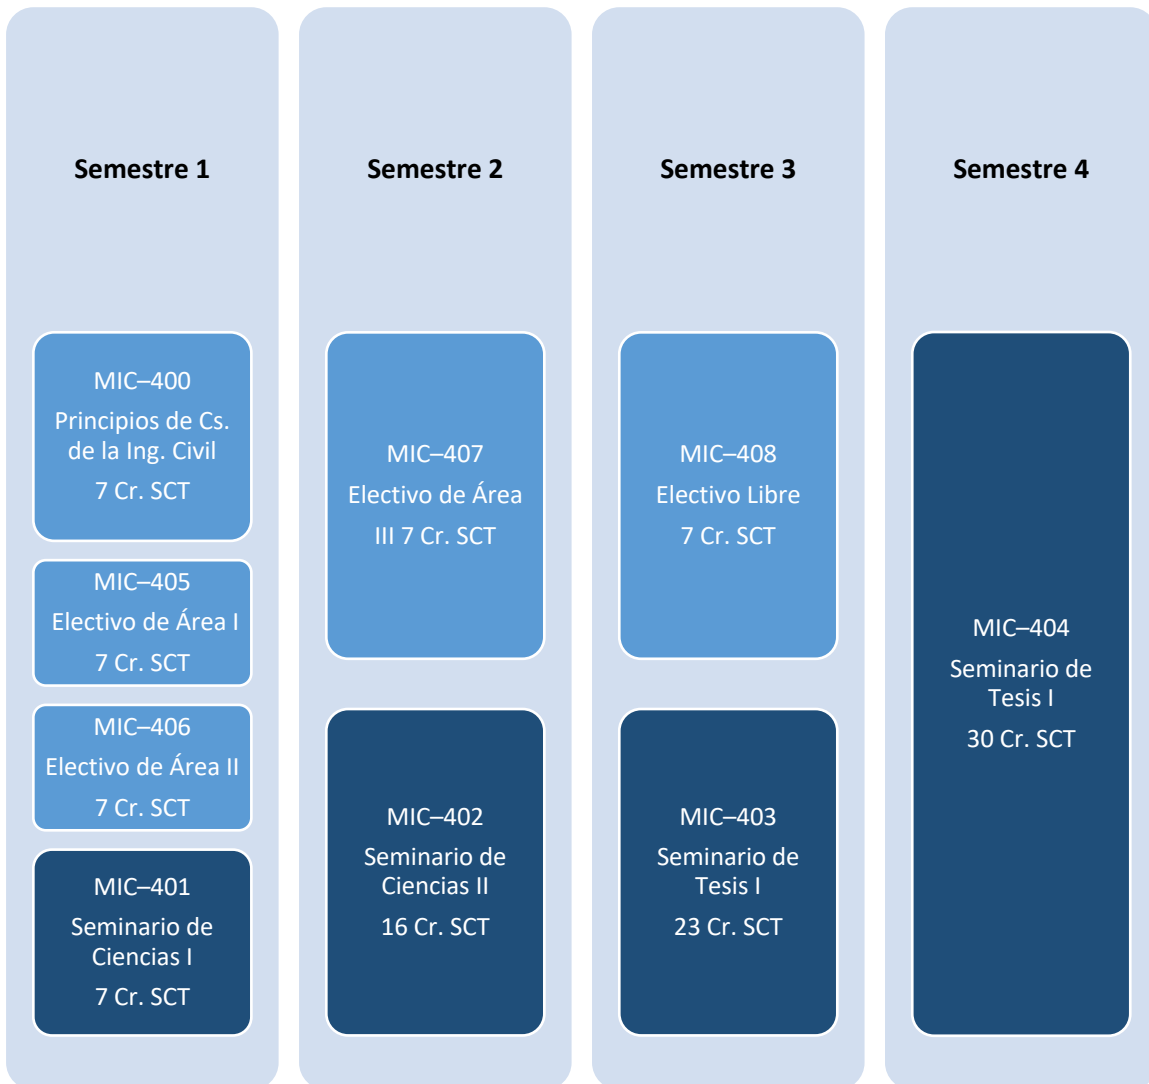 Semestre 1
MIC–400
Principios de Cs.
de la Ing. Civil
7 Cr. SCT
MIC–405
Electivo de Área I
7 Cr. SCT
MIC–406
Electivo de Área II
7 Cr. SCT
MIC–401
Seminario de
Ciencias I
7 Cr. SCT
Semestre 2
MIC–407
Electivo de Área
III 7 Cr. SCT
MIC–402
Seminario de
Ciencias II
16 Cr. SCT
Semestre 3
MIC–408
Electivo Libre
7 Cr. SCT
MIC–403
Seminario de
Tesis I
23 Cr. SCT
Semestre 4
MIC–404
Seminario de
Tesis I
30 Cr. SCT